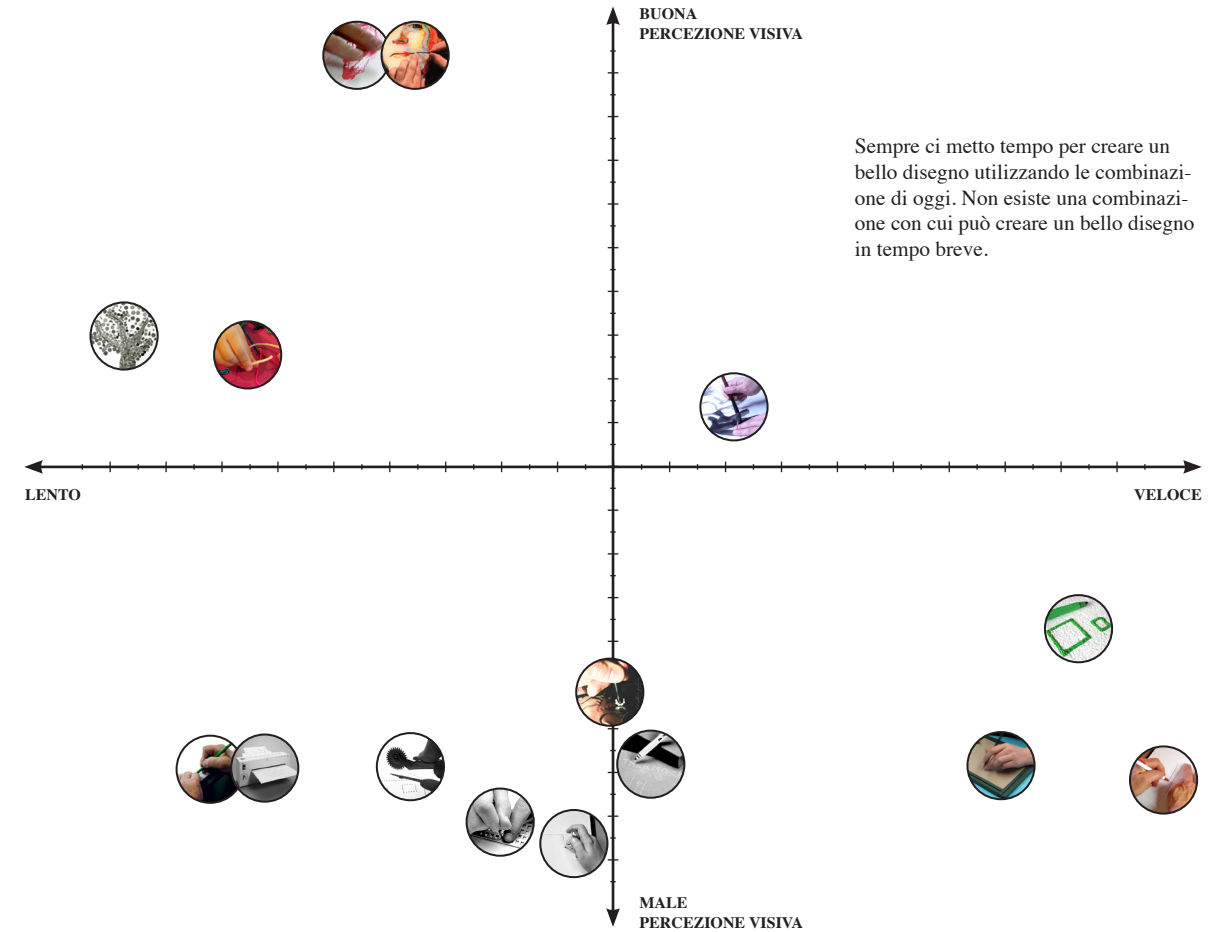 BUONA
PERCEZIONE VISIVA
Sempre ci metto tempo per creare un
bello disegno utilizzando le combinazi-
one di oggi. Non esiste una combinazi-
one con cui può creare un bello disegno
in tempo breve.
LENTO
VELOCE
MALE
PERCEZIONE VISIVA